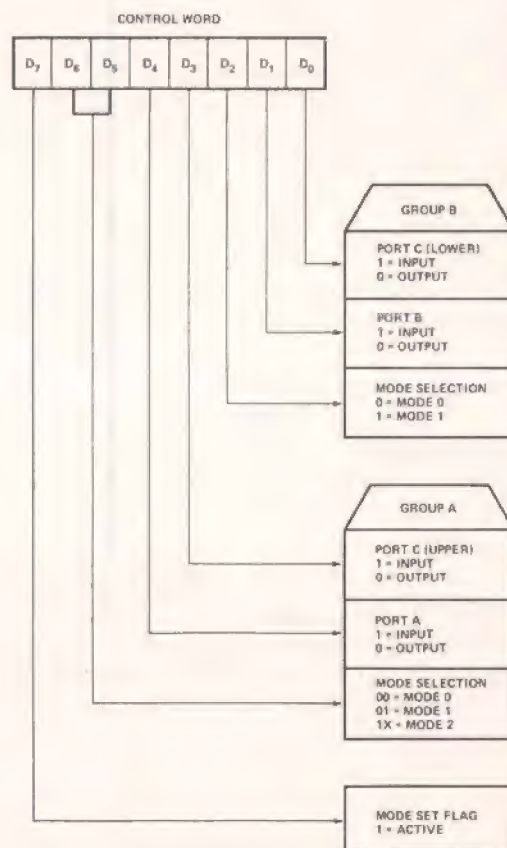 CONTROL WORD
D7 D6 D5 D4 D3 D2 D1 D0
GROUP B
PORT C (LOWER)
1 = INPUT
0 = OUTPUT
PORT B
1 = INPUT
0 = OUTPUT
MODE SELECTION
0 = MODE 0
1 = MODE 1
GROUP A
PORT C (UPPER)
1 = INPUT
0 = OUTPUT
PORT A
1 = INPUT
0 = OUTPUT
MODE SELECTION
00 = MODE 0
01 = MODE 1
1X = MODE 2
MODE SET FLAG
1 = ACTIVE